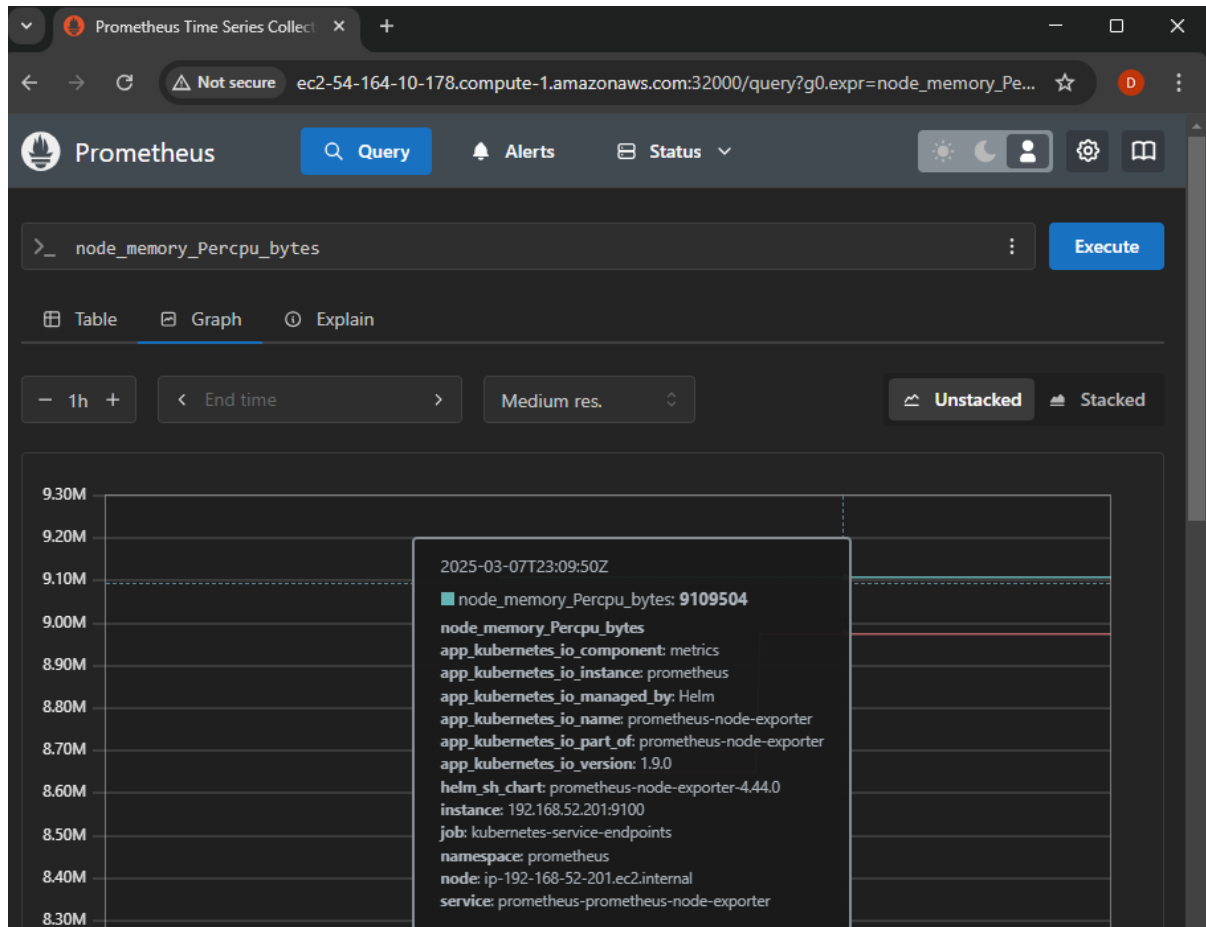 Prometheus Time Series Collect
Not secure ec2-54-164-10-178.compute-1.amazonaws.com:32000/query?g0.expr=node_memory_Pe... D
Prometheus Query Alerts Status
>_ node_memory_Percpu_bytes Execute
Table Graph Explain
− 1h + < End time > Medium res. Unstacked Stacked
9.30M
9.20M
9.10M
9.00M
8.90M
8.80M
8.70M
8.60M
8.50M
8.40M
8.30M
2025-03-07T23:09:50Z
node_memory_Percpu_bytes: 9109504
node_memory_Percpu_bytes
app_kubernetes_io_component: metrics
app_kubernetes_io_instance: prometheus
app_kubernetes_io_managed_by: Helm
app_kubernetes_io_name: prometheus-node-exporter
app_kubernetes_io_part_of: prometheus-node-exporter
app_kubernetes_io_version: 1.9.0
helm_sh_chart: prometheus-node-exporter-4.44.0
instance: 192.168.52.201:9100
job: kubernetes-service-endpoints
namespace: prometheus
node: ip-192-168-52-201.ec2.internal
service: prometheus-prometheus-node-exporter